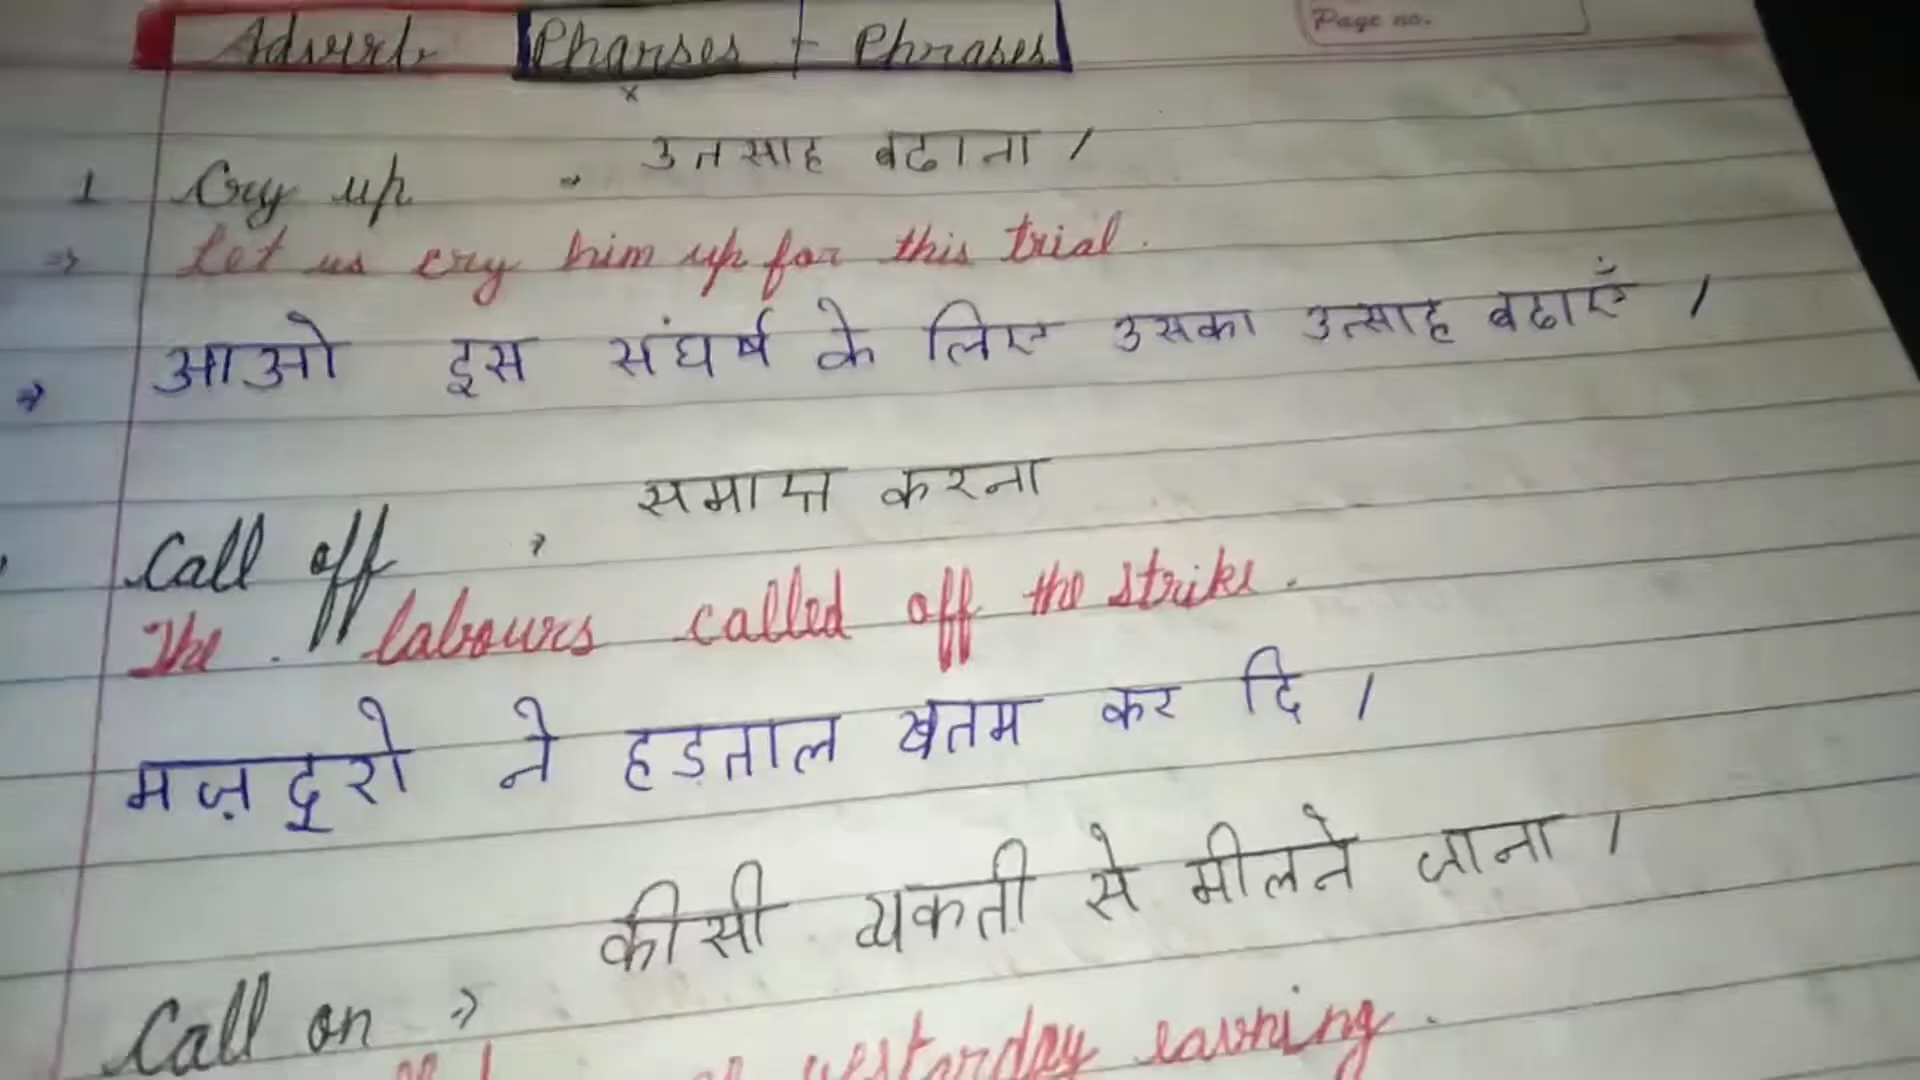 Page no.
Adverb Pharses + Phrases
x
उतसाह बढाना ।
1 Cry up
Let us cry him up for this trial.
आओ इस संघर्ष के लिए उसका उत्साह बढाएँ ।
समाप्त करना
Call off
The labours called off the strike.
मज़दूरो ने हड़ताल खतम कर दि ।
कीसी व्यकती से मीलने जाना ।
Call on ⇒
yestarday